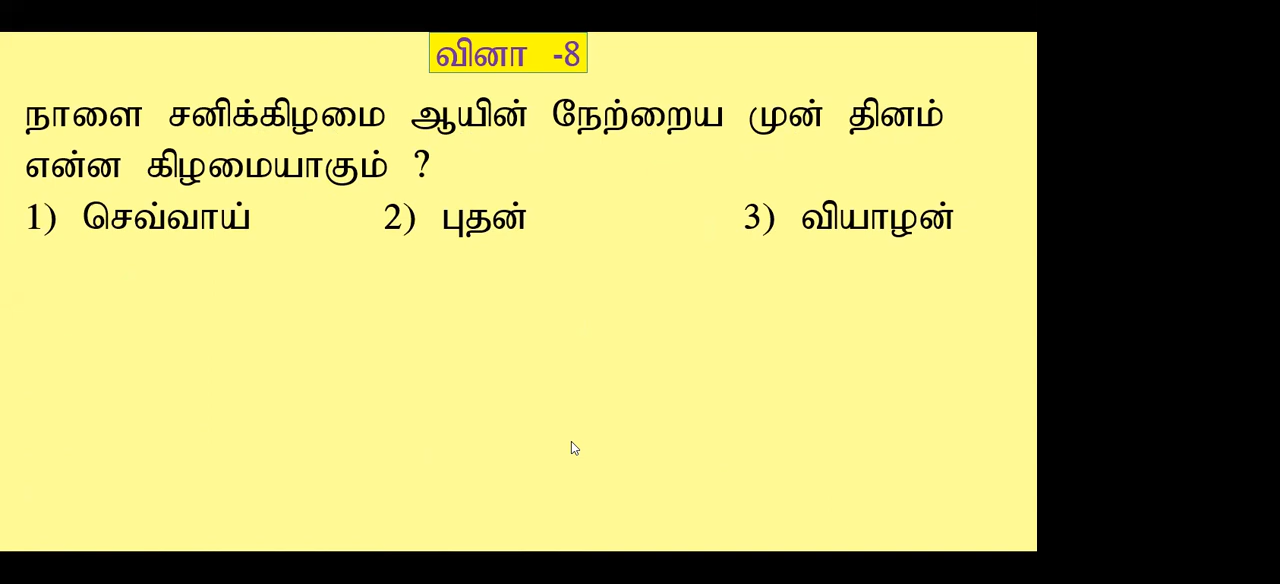 வினா -8
நாளை சனிக்கிழமை ஆயின் நேற்றைய முன் தினம்
என்ன கிழமையாகும் ?
1) செவ்வாய் 2) புதன் 3) வியாழன்